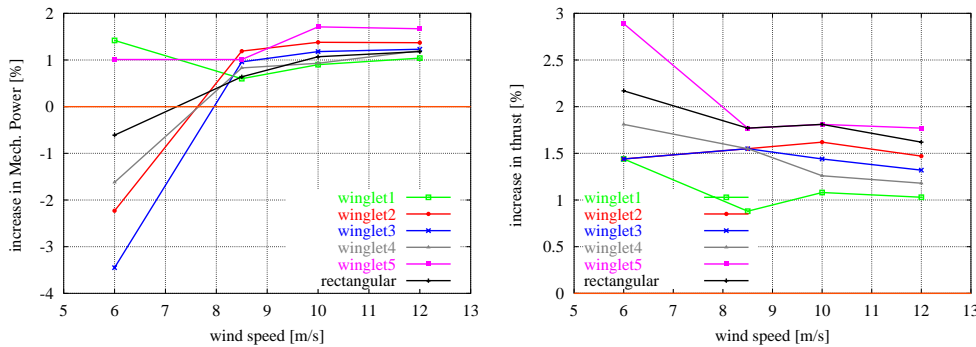 increase in Mech. Power [%]
2
1
0
-1
-2
-3
-4
winglet1
winglet2
winglet3
winglet4
winglet5
rectangular
5 6 7 8 9 10 11 12 13
wind speed [m/s]
increase in thrust [%]
3
2.5
2
1.5
1
0.5
0
winglet1
winglet2
winglet3
winglet4
winglet5
rectangular
5 6 7 8 9 10 11 12 13
wind speed [m/s]